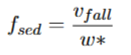 f_sed = v_fall / w*